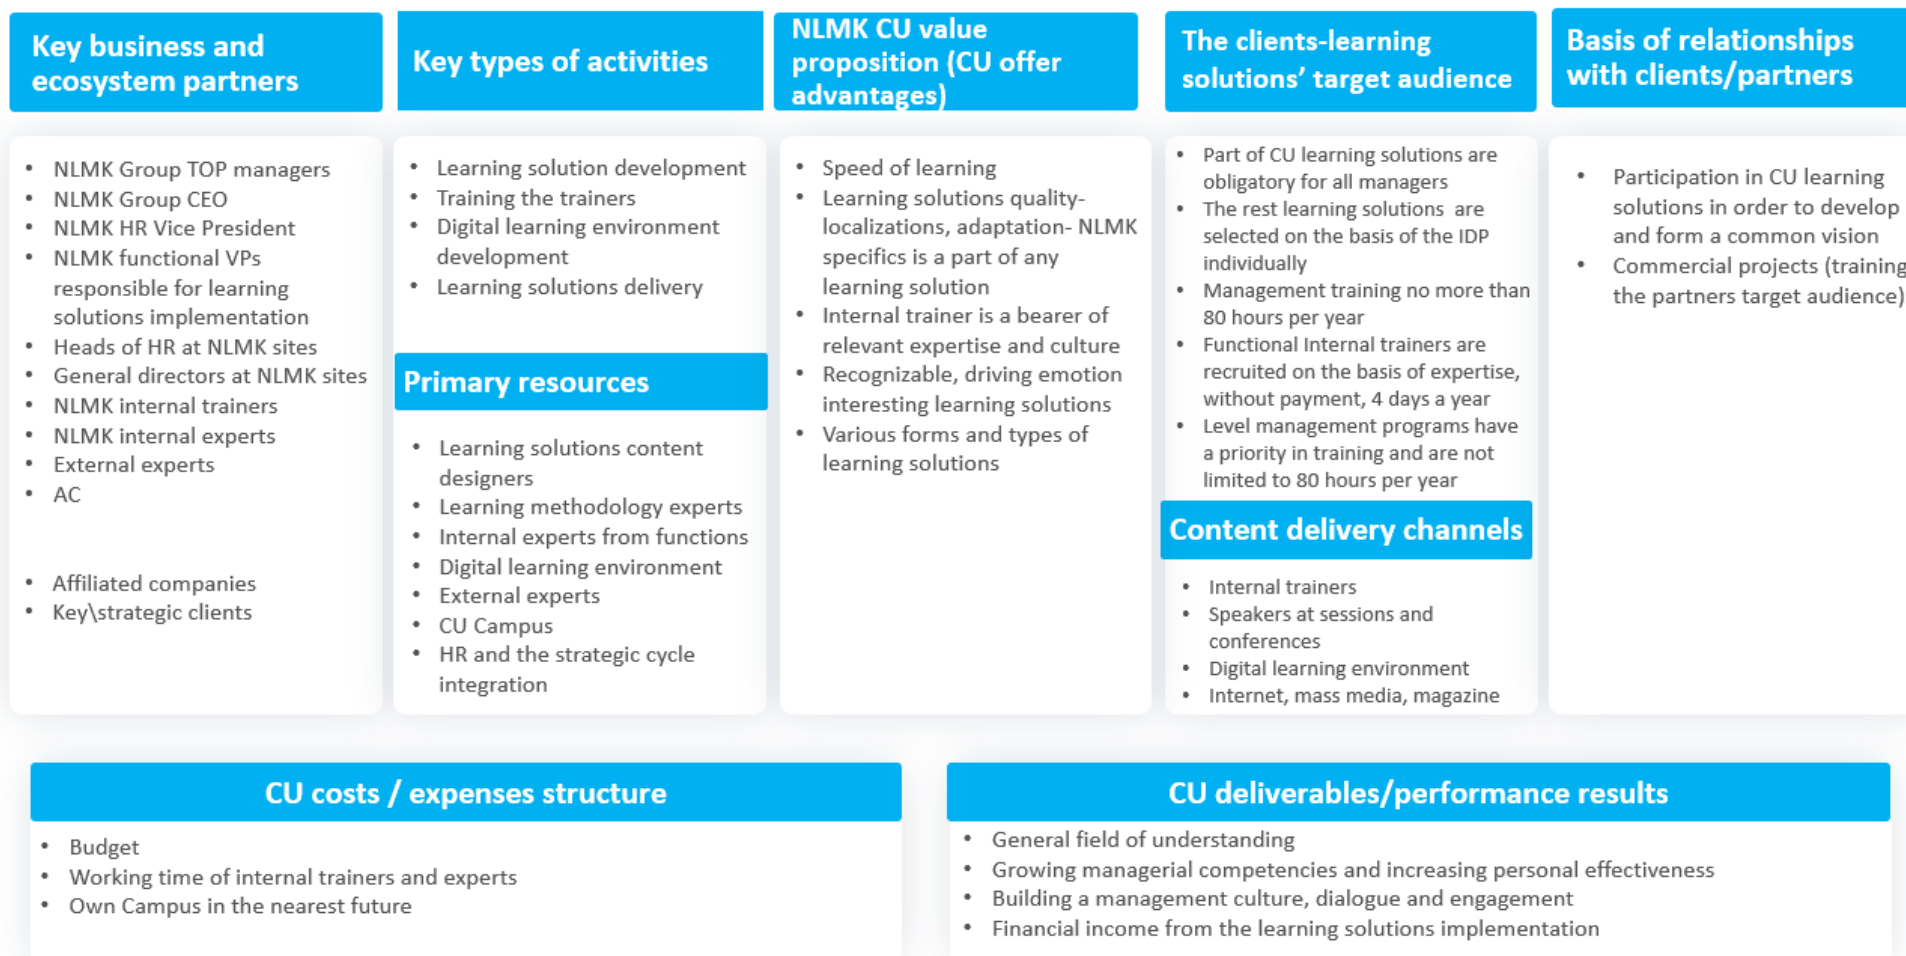 Key business and
ecosystem partners
• NLMK Group TOP managers
• NLMK Group CEO
• NLMK HR Vice President
• NLMK functional VPs
responsible for learning
solutions implementation
• Heads of HR at NLMK sites
• General directors at NLMK sites
• NLMK internal trainers
• NLMK internal experts
• External experts
• AC
• Affiliated companies
• Key\strategic clients
Key types of activities
• Learning solution development
• Training the trainers
• Digital learning environment
development
• Learning solutions delivery
Primary resources
• Learning solutions content
designers
• Learning methodology experts
• Internal experts from functions
• Digital learning environment
• External experts
• CU Campus
• HR and the strategic cycle
integration
NLMK CU value
proposition (CU offer
advantages)
• Speed of learning
• Learning solutions quality-
localizations, adaptation- NLMK
specifics is a part of any
learning solution
• Internal trainer is a bearer of
relevant expertise and culture
• Recognizable, driving emotion
interesting learning solutions
• Various forms and types of
learning solutions
The clients-learning
solutions’ target audience
• Part of CU learning solutions are
obligatory for all managers
• The rest learning solutions are
selected on the basis of the IDP
individually
• Management training no more than
80 hours per year
• Functional Internal trainers are
recruited on the basis of expertise,
without payment, 4 days a year
• Level management programs have
a priority in training and are not
limited to 80 hours per year
Content delivery channels
• Internal trainers
• Speakers at sessions and
conferences
• Digital learning environment
• Internet, mass media, magazine
Basis of relationships
with clients/partners
• Participation in CU learning
solutions in order to develop
and form a common vision
• Commercial projects (training
the partners target audience)
CU costs / expenses structure
• Budget
• Working time of internal trainers and experts
• Own Campus in the nearest future
CU deliverables/performance results
• General field of understanding
• Growing managerial competencies and increasing personal effectiveness
• Building a management culture, dialogue and engagement
• Financial income from the learning solutions implementation